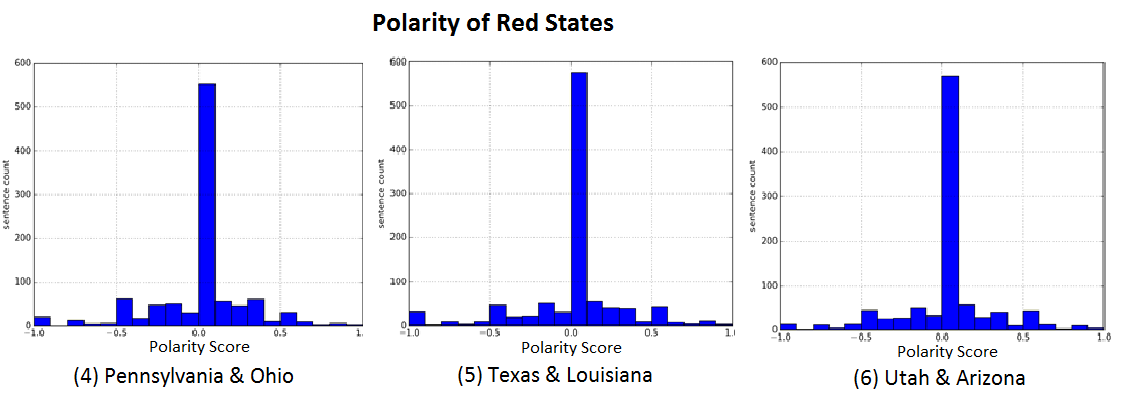 Polarity of Red States
600
500
400
300
200
100
0
sentence count
−1.0 −0.5 0.0 0.5 1.
Polarity Score
(4) Pennsylvania & Ohio
600
500
400
300
200
100
0
sentence count
−1.0 −0.5 0.0 0.5 1.0
Polarity Score
(5) Texas & Louisiana
600
500
400
300
200
100
0
sentence count
−1.0 −0.5 0.0 0.5 1.0
Polarity Score
(6) Utah & Arizona